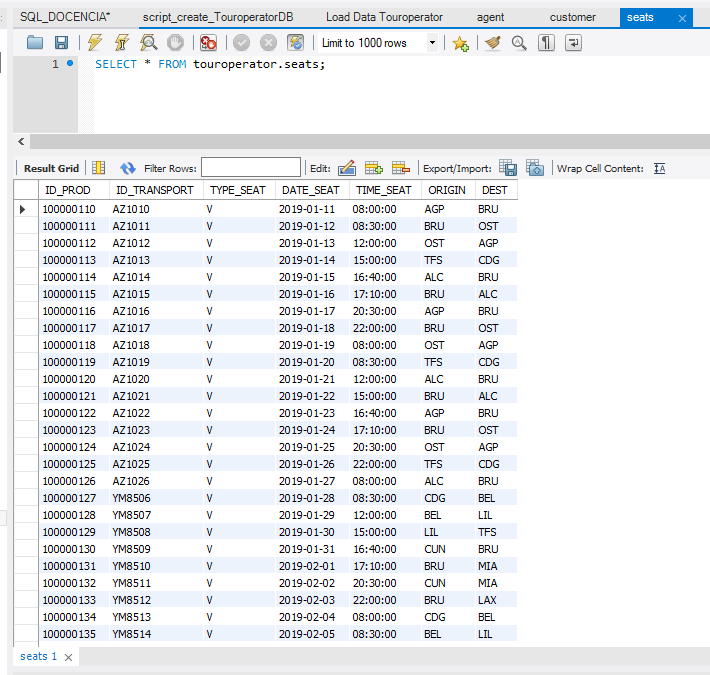 SQL_DOCENCIA* script_create_TouroperatorDB Load Data Touroperator agent customer seats
Limit to 1000 rows
1 SELECT * FROM touroperator.seats;
Result Grid Filter Rows: Edit: Export/Import: Wrap Cell Content:
ID_PROD ID_TRANSPORT TYPE_SEAT DATE_SEAT TIME_SEAT ORIGIN DEST
100000110 AZ1010 V 2019-01-11 08:00:00 AGP BRU
100000111 AZ1011 V 2019-01-12 08:30:00 BRU OST
100000112 AZ1012 V 2019-01-13 12:00:00 OST AGP
100000113 AZ1013 V 2019-01-14 15:00:00 TFS CDG
100000114 AZ1014 V 2019-01-15 16:40:00 ALC BRU
100000115 AZ1015 V 2019-01-16 17:10:00 BRU ALC
100000116 AZ1016 V 2019-01-17 20:30:00 AGP BRU
100000117 AZ1017 V 2019-01-18 22:00:00 BRU OST
100000118 AZ1018 V 2019-01-19 08:00:00 OST AGP
100000119 AZ1019 V 2019-01-20 08:30:00 TFS CDG
100000120 AZ1020 V 2019-01-21 12:00:00 ALC BRU
100000121 AZ1021 V 2019-01-22 15:00:00 BRU ALC
100000122 AZ1022 V 2019-01-23 16:40:00 AGP BRU
100000123 AZ1023 V 2019-01-24 17:10:00 BRU OST
100000124 AZ1024 V 2019-01-25 20:30:00 OST AGP
100000125 AZ1025 V 2019-01-26 22:00:00 TFS CDG
100000126 AZ1026 V 2019-01-27 08:00:00 ALC BRU
100000127 YM8506 V 2019-01-28 08:30:00 CDG BEL
100000128 YM8507 V 2019-01-29 12:00:00 BEL LIL
100000129 YM8508 V 2019-01-30 15:00:00 LIL TFS
100000130 YM8509 V 2019-01-31 16:40:00 CUN BRU
100000131 YM8510 V 2019-02-01 17:10:00 BRU MIA
100000132 YM8511 V 2019-02-02 20:30:00 CUN MIA
100000133 YM8512 V 2019-02-03 22:00:00 BRU LAX
100000134 YM8513 V 2019-02-04 08:00:00 CDG BEL
100000135 YM8514 V 2019-02-05 08:30:00 BEL LIL
seats 1